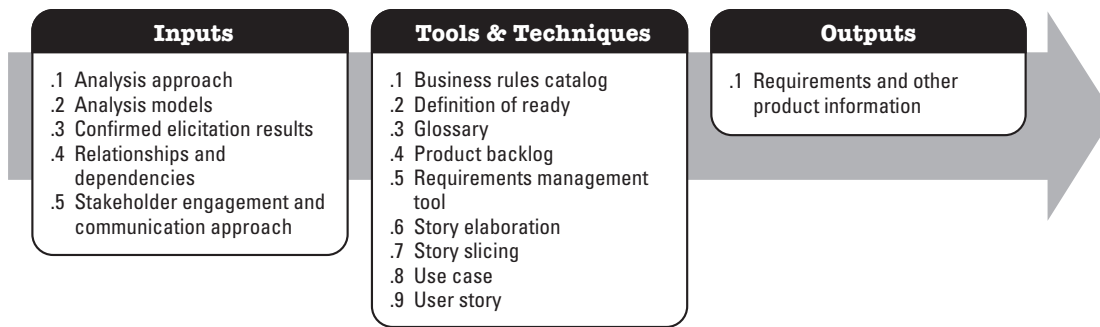 Inputs
.1 Analysis approach
.2 Analysis models
.3 Confirmed elicitation results
.4 Relationships and
dependencies
.5 Stakeholder engagement and
communication approach
Tools & Techniques
.1 Business rules catalog
.2 Definition of ready
.3 Glossary
.4 Product backlog
.5 Requirements management
tool
.6 Story elaboration
.7 Story slicing
.8 Use case
.9 User story
Outputs
.1 Requirements and other
product information